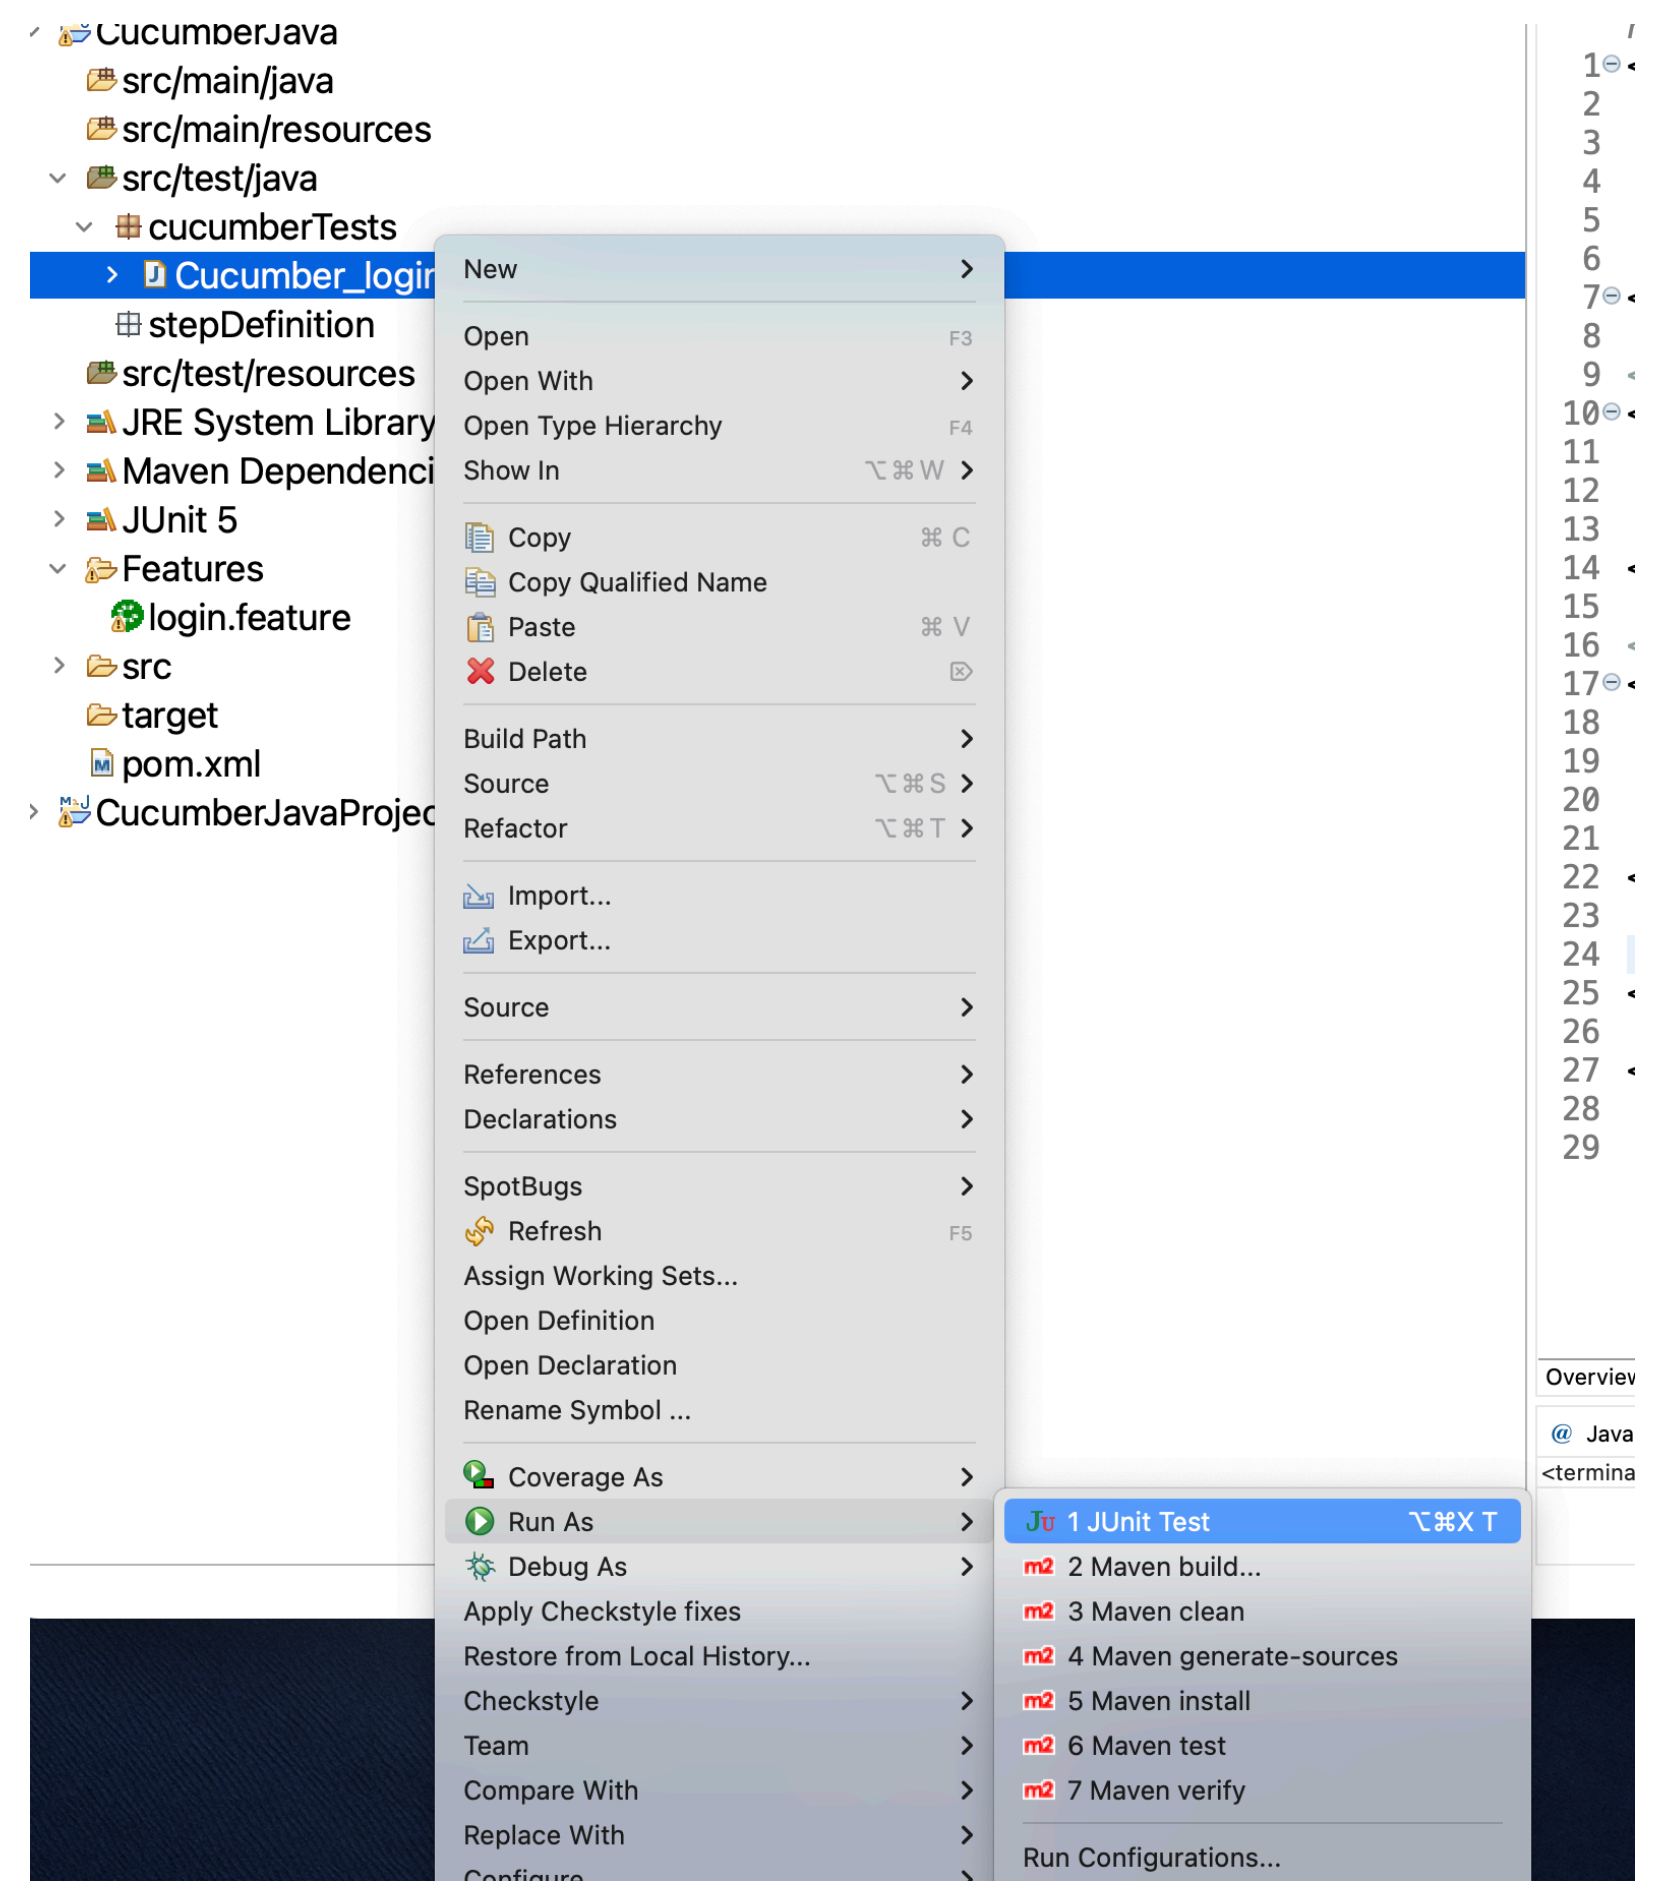 CucumberJava
src/main/java
src/main/resources
src/test/java
cucumberTests
Cucumber_login
stepDefinition
src/test/resources
JRE System Library
Maven Dependenci
JUnit 5
Features
login.feature
src
target
pom.xml
CucumberJavaProjec
New
Open F3
Open With
Open Type Hierarchy F4
Show In ⌥⌘W
Copy ⌘ C
Copy Qualified Name
Paste ⌘ V
Delete ⌦
Build Path
Source ⌥⌘S
Refactor ⌥⌘T
Import...
Export...
Source
References
Declarations
SpotBugs
Refresh F5
Assign Working Sets...
Open Definition
Open Declaration
Rename Symbol ...
Coverage As
Run As
Debug As
Apply Checkstyle fixes
Restore from Local History...
Checkstyle
Team
Compare With
Replace With
Configure
1 JUnit Test ⌥⌘X T
2 Maven build...
3 Maven clean
4 Maven generate-sources
5 Maven install
6 Maven test
7 Maven verify
Run Configurations...
1 <
2
3
4
5
6
7 <
8
9 <
10 <
11
12
13
14 <
15
16 <
17 <
18
19
20
21
22 <
23
24
25 <
26
27 <
28
29
Overview
@ Java
<termina